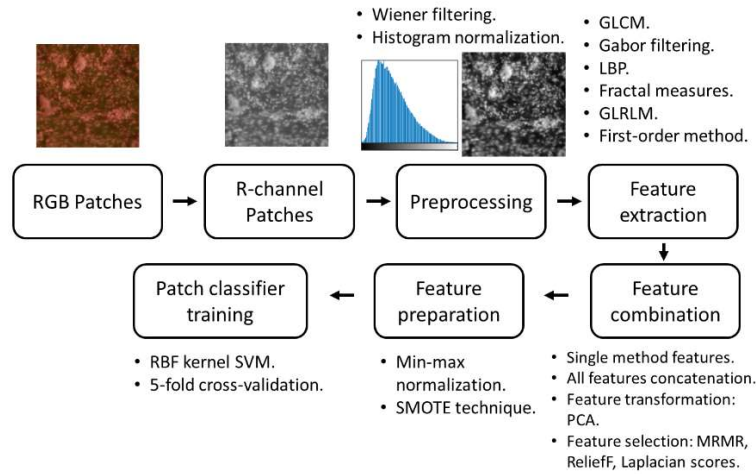 • Wiener filtering.
• Histogram normalization.
• GLCM.
• Gabor filtering.
• LBP.
• Fractal measures.
• GLRLM.
• First-order method.
RGB Patches
R-channel
Patches
Preprocessing
Feature
extraction
Patch classifier
training
Feature
preparation
Feature
combination
• RBF kernel SVM.
• 5-fold cross-validation.
• Min-max
normalization.
• SMOTE technique.
• Single method features.
• All features concatenation.
• Feature transformation:
PCA.
• Feature selection: MRMR,
ReliefF, Laplacian scores.